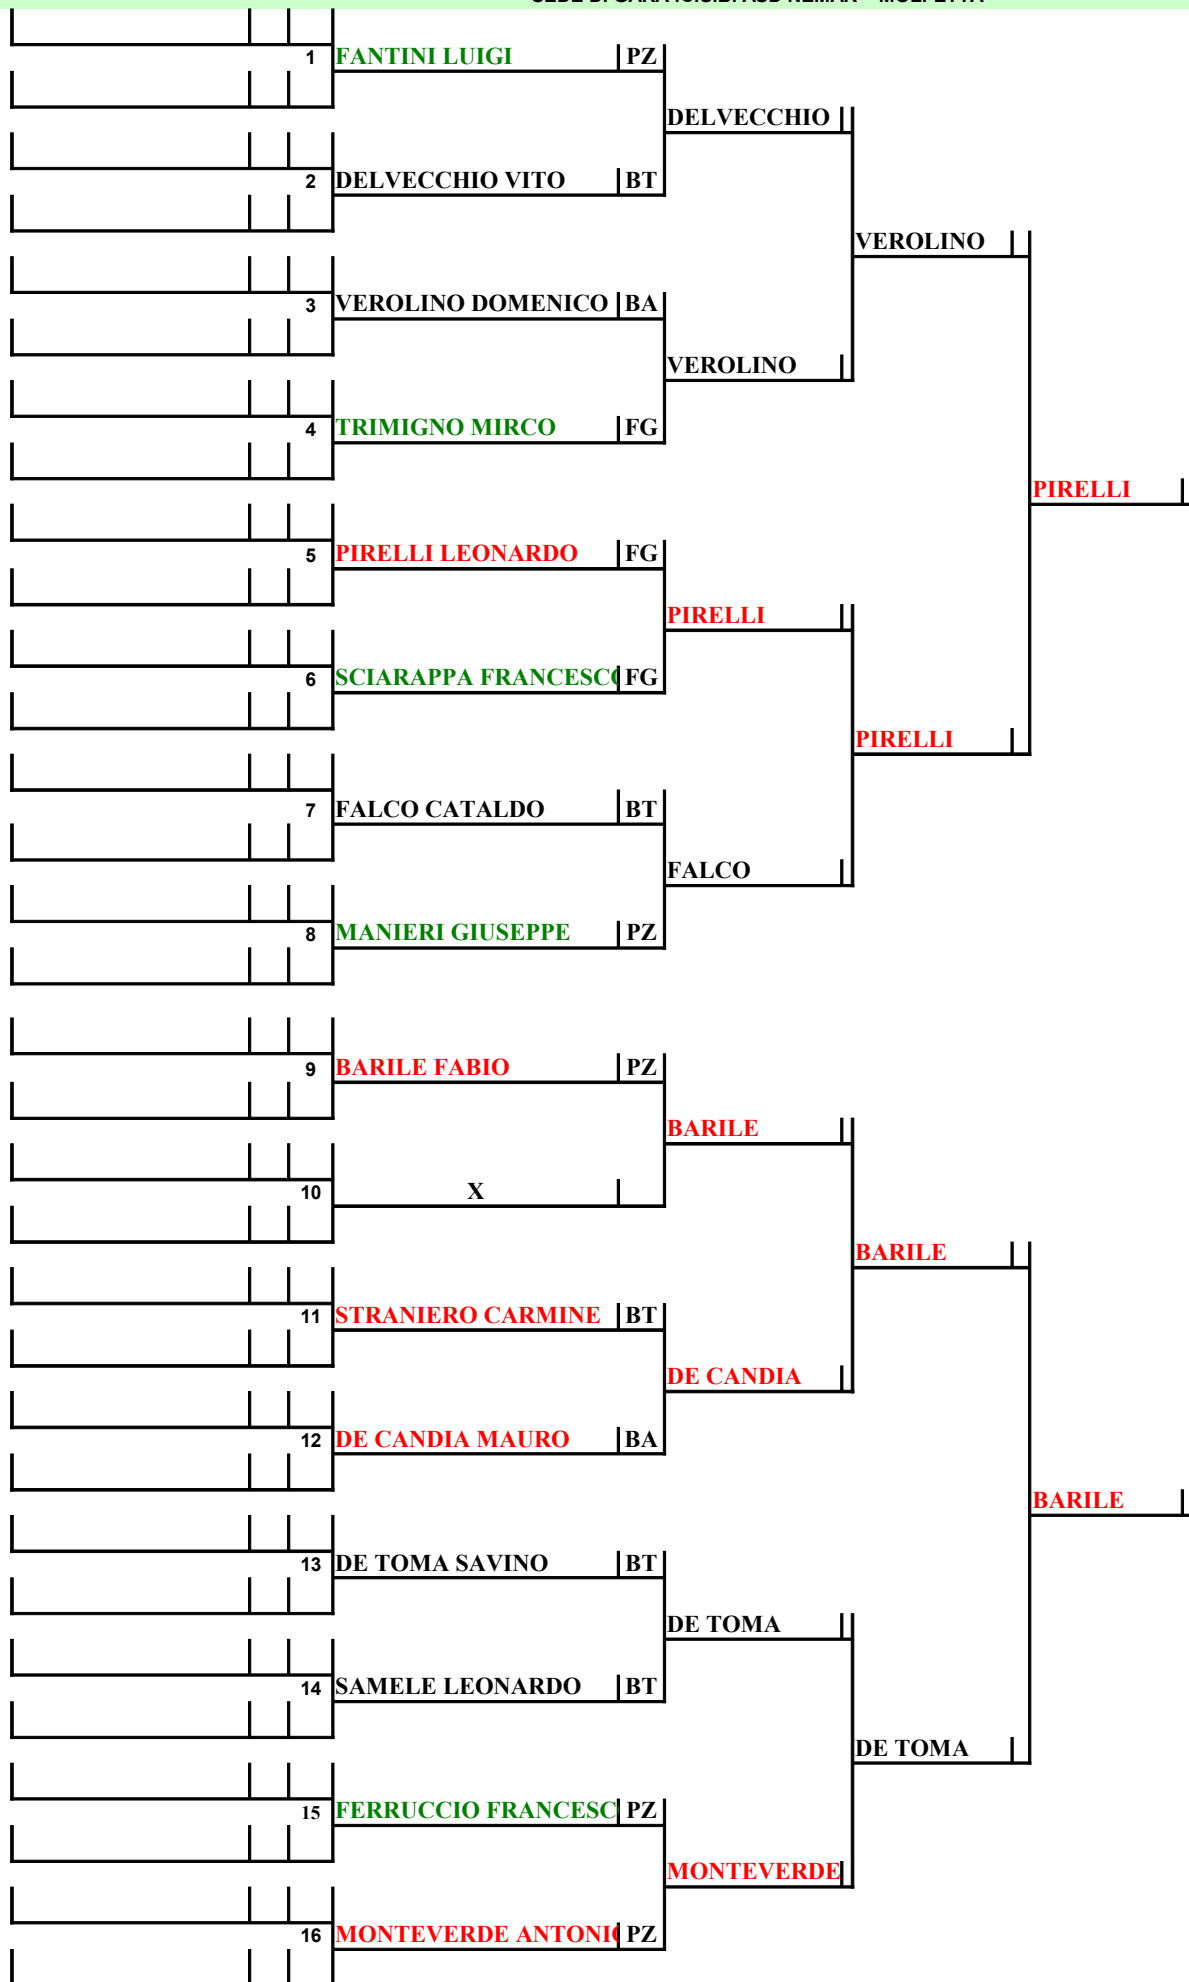 1 FANTINI LUIGI PZ
DELVECCHIO
2 DELVECCHIO VITO BT
VEROLINO
3 VEROLINO DOMENICO BA
VEROLINO
4 TRIMIGNO MIRCO FG
PIRELLI
5 PIRELLI LEONARDO FG
PIRELLI
6 SCIARAPPA FRANCESCO FG
PIRELLI
7 FALCO CATALDO BT
FALCO
8 MANIERI GIUSEPPE PZ
9 BARILE FABIO PZ
BARILE
10 X
BARILE
11 STRANIERO CARMINE BT
DE CANDIA
12 DE CANDIA MAURO BA
BARILE
13 DE TOMA SAVINO BT
DE TOMA
14 SAMELE LEONARDO BT
DE TOMA
15 FERRUCCIO FRANCESC PZ
MONTEVERDE
16 MONTEVERDE ANTONIO PZ